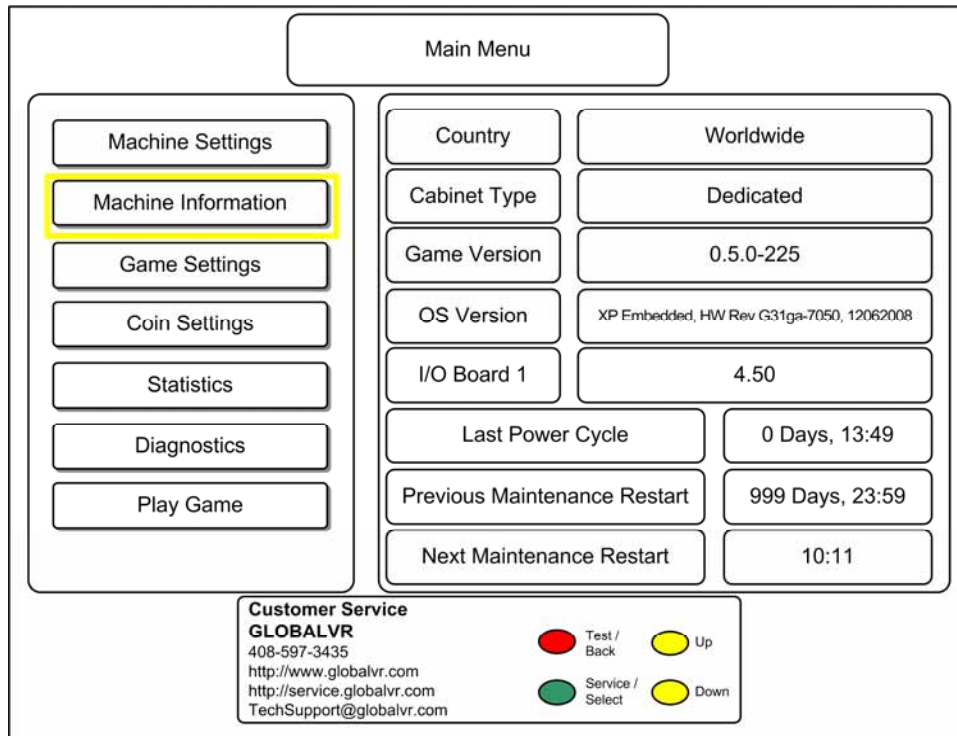 Main Menu
Machine Settings
Machine Information
Game Settings
Coin Settings
Statistics
Diagnostics
Play Game
Country
Worldwide
Cabinet Type
Dedicated
Game Version
0.5.0-225
OS Version
XP Embedded, HW Rev G31ga-7050, 12062008
I/O Board 1
4.50
Last Power Cycle
0 Days, 13:49
Previous Maintenance Restart
999 Days, 23:59
Next Maintenance Restart
10:11
Customer Service
GLOBALVR
408-597-3435
http://www.globalvr.com
http://service.globalvr.com
TechSupport@globalvr.com
Test /
Back
Up
Service /
Select
Down